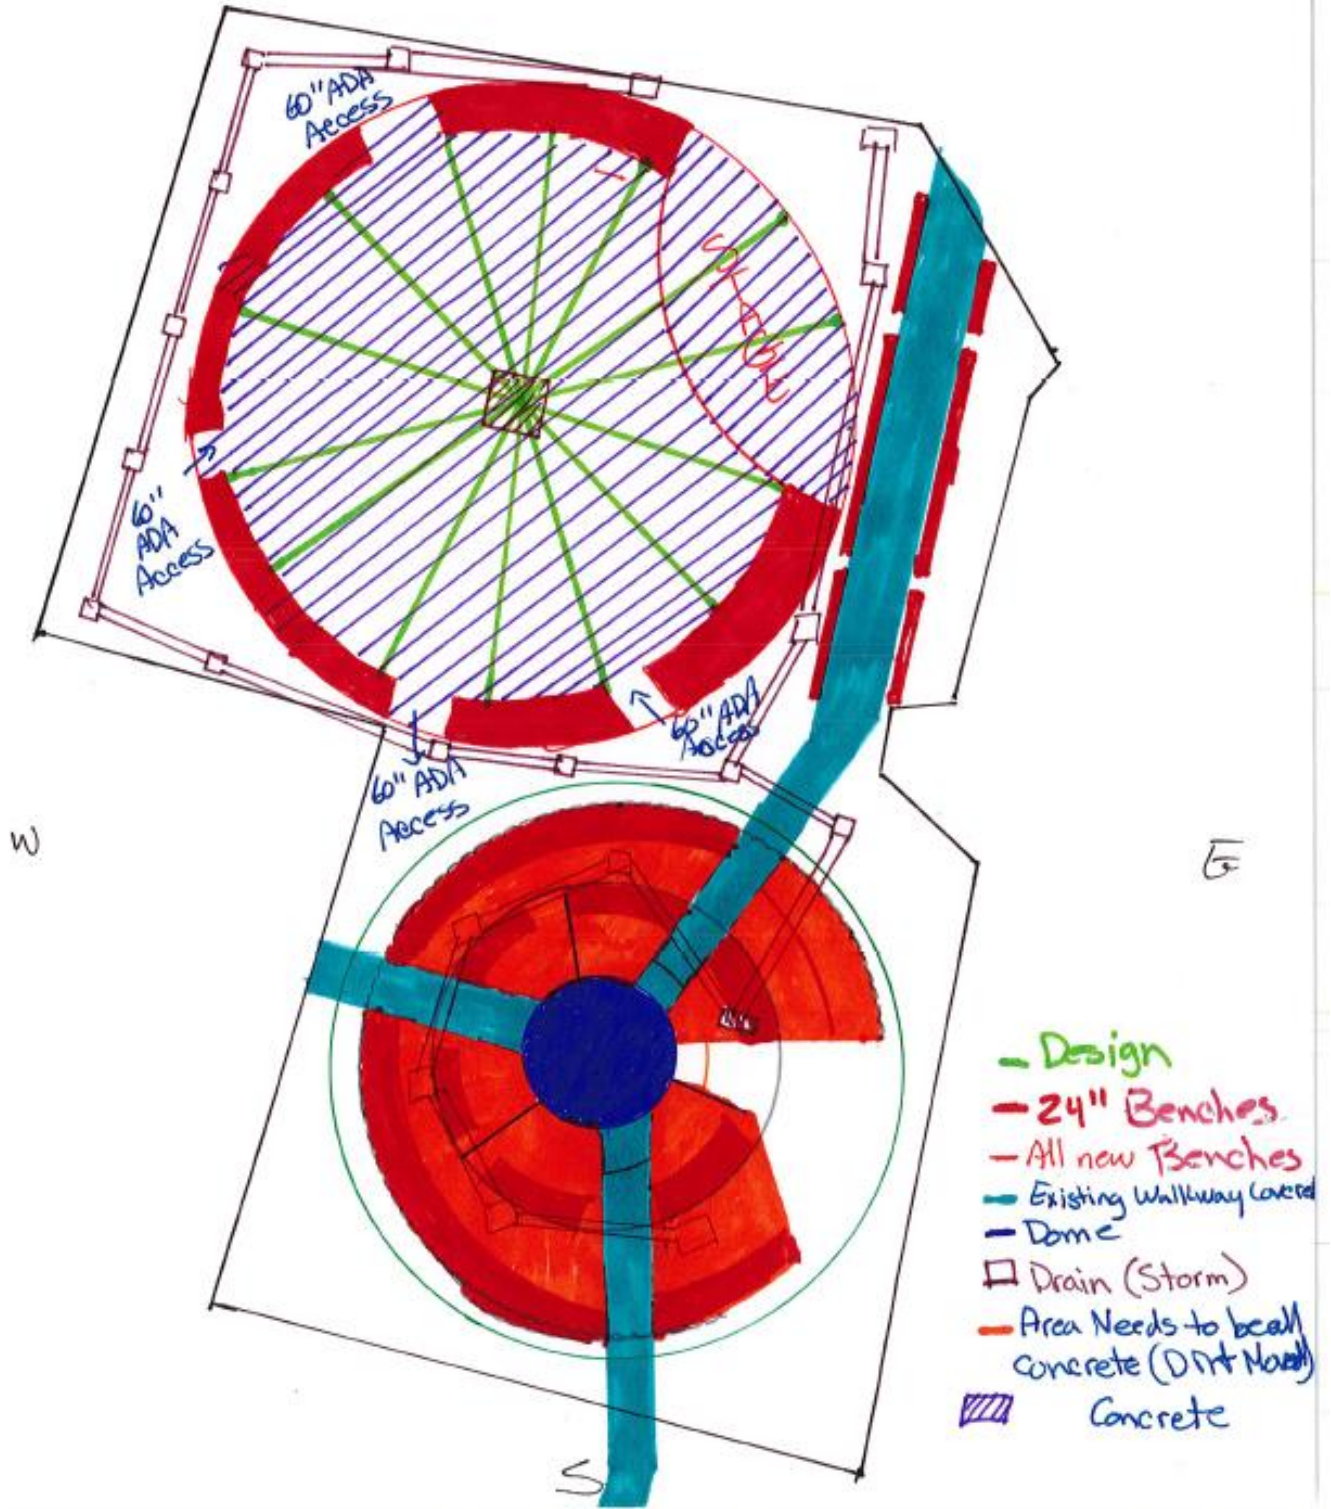 60" ADA
Access
60"
ADA
Access
60" ADA
Access
60" ADA
Access
W
E
Design
24" Benches
All new Benches
Existing Walkway Covered
Dome
Drain (Storm)
Area Needs to be all
concrete (Dirt Moved)
Concrete
S